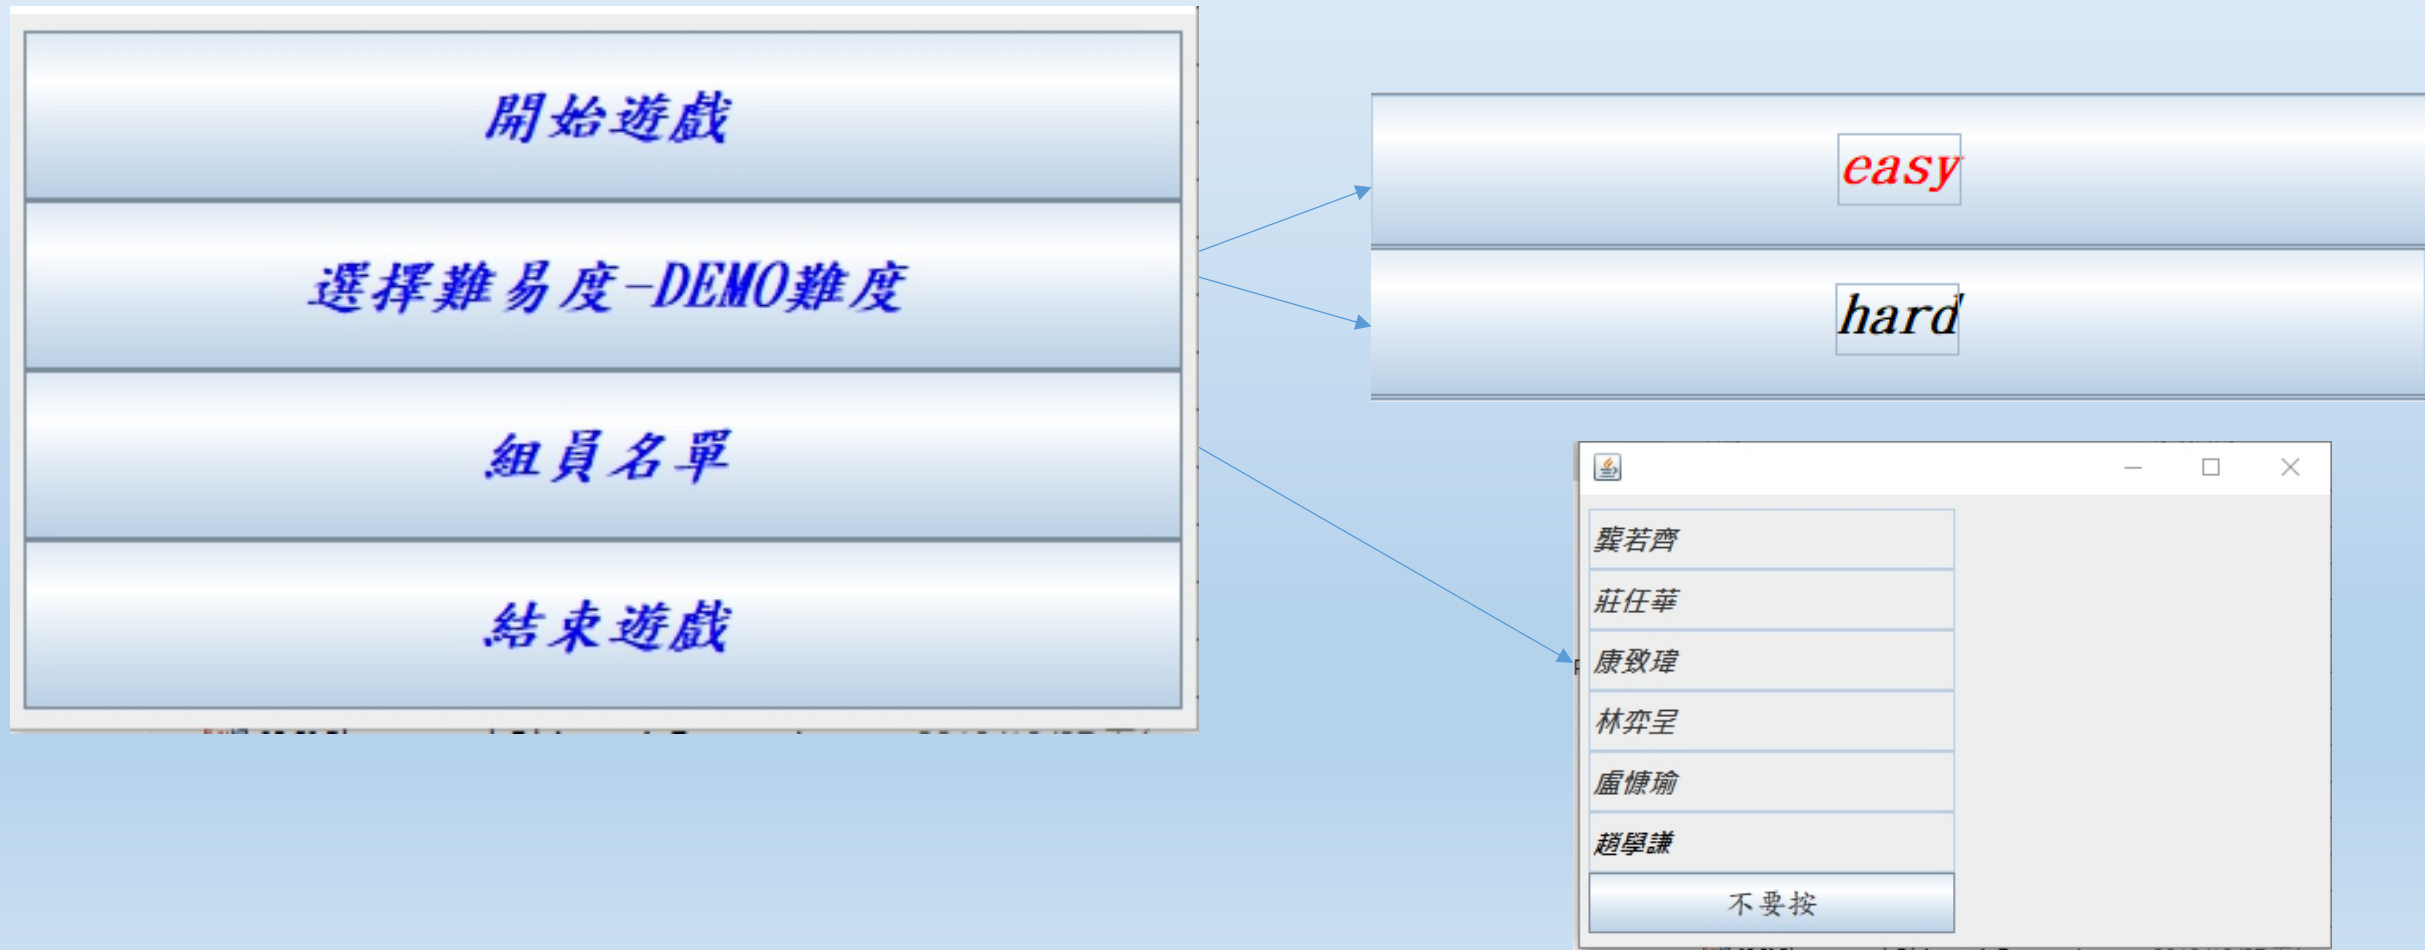 開始遊戲
選擇難易度-DEMO難度
組員名單
結束遊戲
easy
hard
龔若齊
莊任華
康致瑋
林弈呈
盧慷瑜
趙學謙
不要按